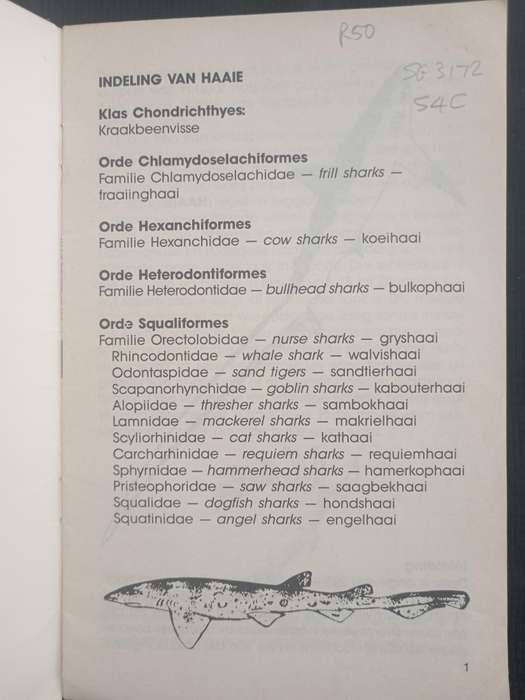 R50
SG 3172
S4C
INDELING VAN HAAIE
Klas Chondrichthyes:
Kraakbeenvisse
Orde Chlamydoselachiformes
Familie Chlamydoselachidae — frill sharks —
fraaiinghaai
Orde Hexanchiformes
Familie Hexanchidae — cow sharks — koeihaai
Orde Heterodontiformes
Familie Heterodontidae — bullhead sharks — bulkophaai
Orde Squaliformes
Familie Orectolobidae — nurse sharks — gryshaai
Rhincodontidae — whale shark — walvishaai
Odontaspidae — sand tigers — sandtierhaai
Scapanorhynchidae — goblin sharks — kabouterhaai
Alopiidae — thresher sharks — sambokhaai
Lamnidae — mackerel sharks — makrielhaai
Scyliorhinidae — cat sharks — kathaai
Carcharhinidae — requiem sharks — requiemhaai
Sphyrnidae — hammerhead sharks — hamerkophaai
Pristeophoridae — saw sharks — saagbekhaai
Squalidae — dogfish sharks — hondshaai
Squatinidae — angel sharks — engelhaai
1